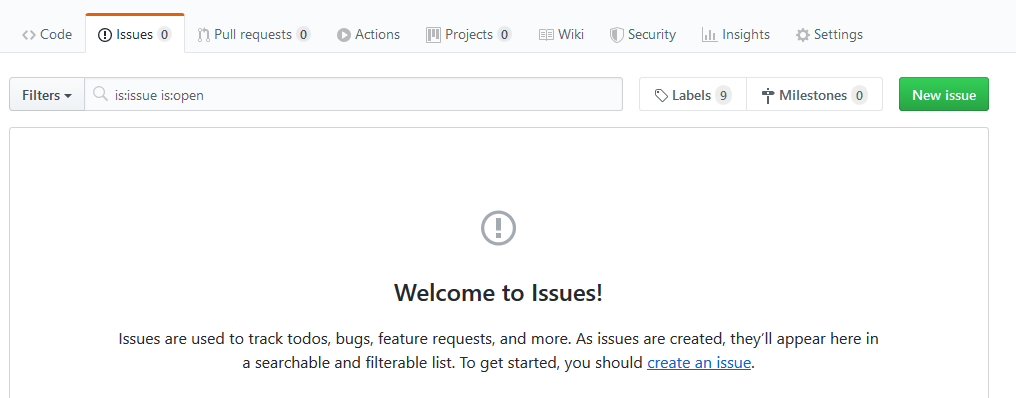 Code Issues 0 Pull requests 0 Actions Projects 0 Wiki Security Insights Settings
Filters is:issue is:open Labels 9 Milestones 0 New issue
Welcome to Issues!
Issues are used to track todos, bugs, feature requests, and more. As issues are created, they’ll appear here in
a searchable and filterable list. To get started, you should create an issue.